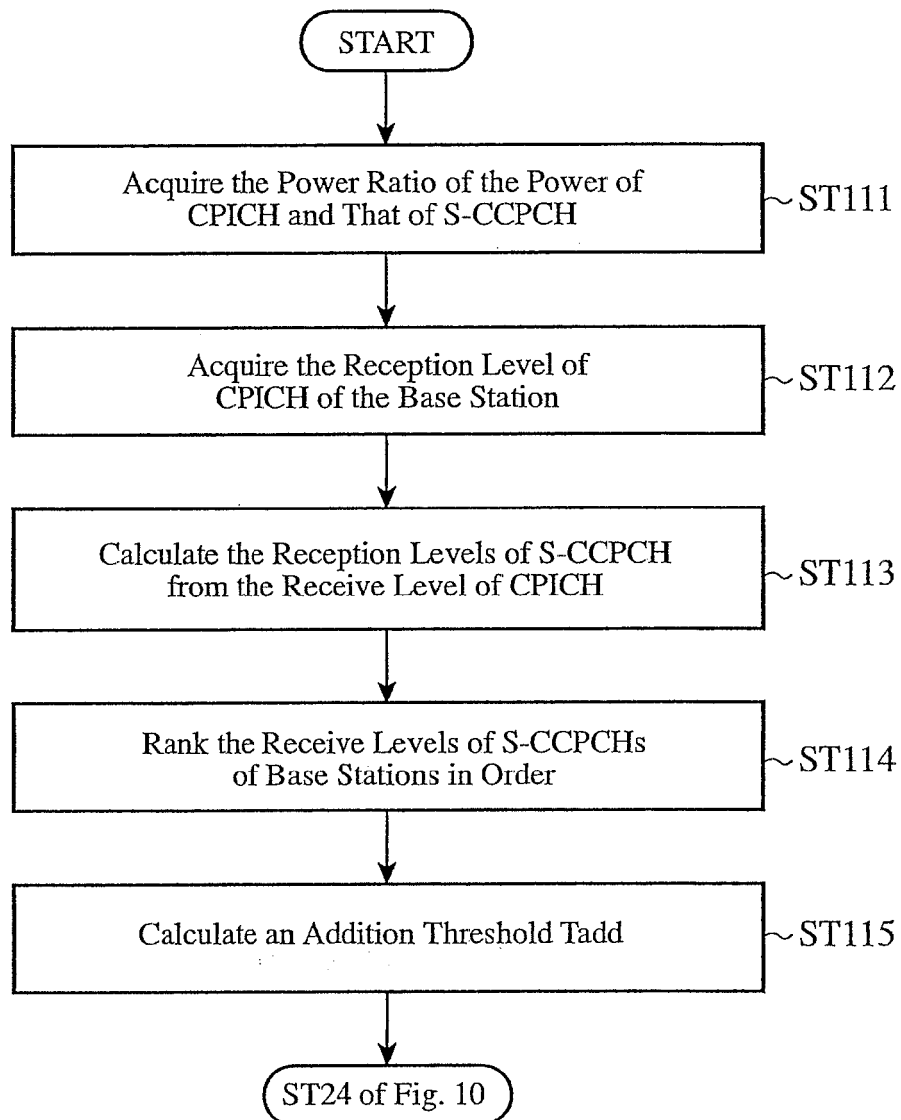 START
Acquire the Power Ratio of the Power of
CPICH and That of S-CCPCH
ST111
Acquire the Reception Level of
CPICH of the Base Station
ST112
Calculate the Reception Levels of S-CCPCH
from the Receive Level of CPICH
ST113
Rank the Receive Levels of S-CCPCHs
of Base Stations in Order
ST114
Calculate an Addition Threshold Tadd
ST115
ST24 of Fig. 10